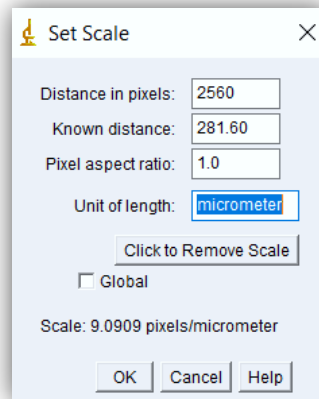 Set Scale
Distance in pixels: 2560
Known distance: 281.60
Pixel aspect ratio: 1.0
Unit of length: micrometer
Click to Remove Scale
Global
Scale: 9.0909 pixels/micrometer
OK Cancel Help